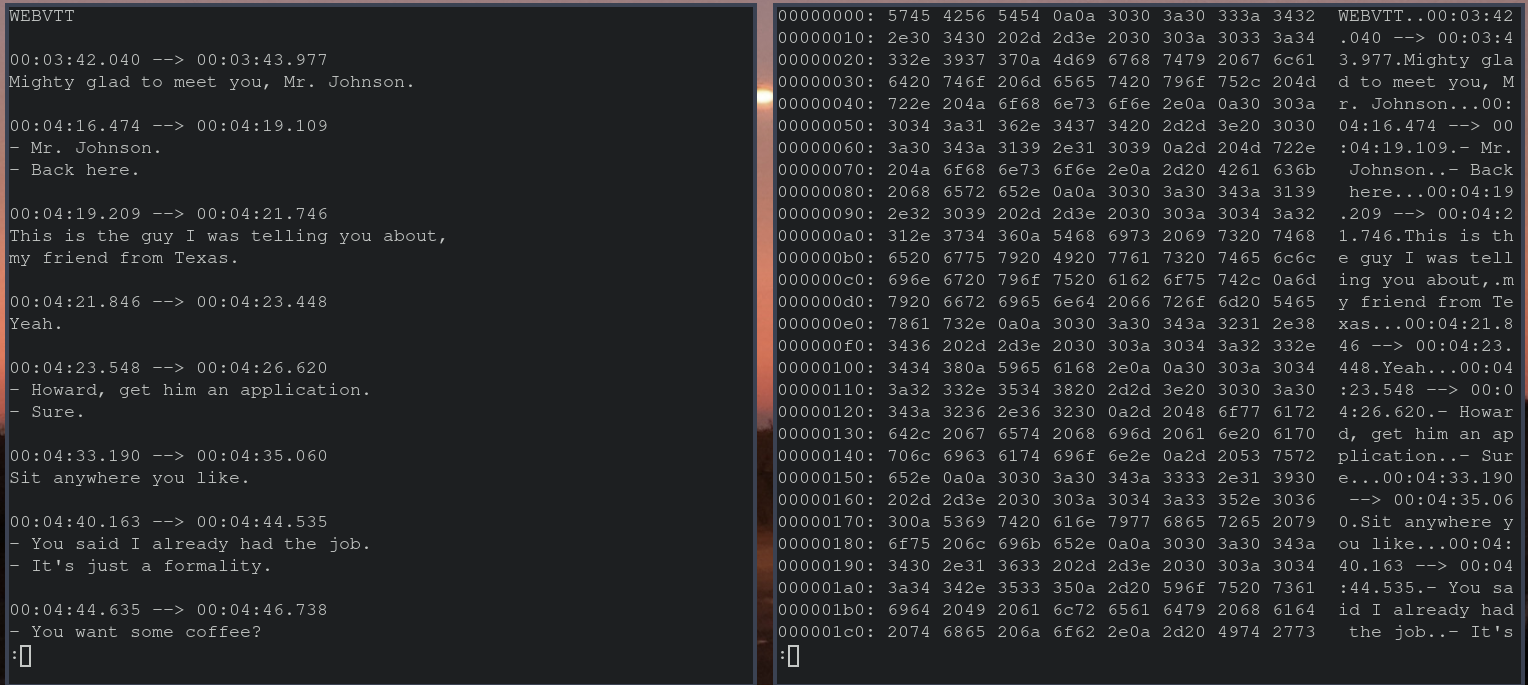 WEBVTT

00:03:42.040 --> 00:03:43.977
Mighty glad to meet you, Mr. Johnson.

00:04:16.474 --> 00:04:19.109
- Mr. Johnson.
- Back here.

00:04:19.209 --> 00:04:21.746
This is the guy I was telling you about,
my friend from Texas.

00:04:21.846 --> 00:04:23.448
Yeah.

00:04:23.548 --> 00:04:26.620
- Howard, get him an application.
- Sure.

00:04:33.190 --> 00:04:35.060
Sit anywhere you like.

00:04:40.163 --> 00:04:44.535
- You said I already had the job.
- It's just a formality.

00:04:44.635 --> 00:04:46.738
- You want some coffee?
:
00000000: 5745 4256 5454 0a0a 3030 3a30 333a 3432  WEBVTT..00:03:42
00000010: 2e30 3430 202d 2d3e 2030 303a 3033 3a34  .040 --> 00:03:4
00000020: 332e 3937 370a 4d69 6768 7479 2067 6c61  3.977.Mighty gla
00000030: 6420 746f 206d 6565 7420 796f 752c 204d  d to meet you, M
00000040: 722e 204a 6f68 6e73 6f6e 2e0a 0a30 303a  r. Johnson...00:
00000050: 3034 3a31 362e 3437 3420 2d2d 3e20 3030  04:16.474 --> 00
00000060: 3a30 343a 3139 2e31 3039 0a2d 204d 722e  :04:19.109.- Mr.
00000070: 204a 6f68 6e73 6f6e 2e0a 2d20 4261 636b   Johnson..- Back
00000080: 2068 6572 652e 0a0a 3030 3a30 343a 3139   here...00:04:19
00000090: 2e32 3039 202d 2d3e 2030 303a 3034 3a32  .209 --> 00:04:2
000000a0: 312e 3734 360a 5468 6973 2069 7320 7468  1.746.This is th
000000b0: 6520 6775 7920 4920 7761 7320 7465 6c6c  e guy I was tell
000000c0: 696e 6720 796f 7520 6162 6f75 742c 0a6d  ing you about,.m
000000d0: 7920 6672 6965 6e64 2066 726f 6d20 5465  y friend from Te
000000e0: 7861 732e 0a0a 3030 3a30 343a 3231 2e38  xas...00:04:21.8
000000f0: 3436 202d 2d3e 2030 303a 3034 3a32 332e  46 --> 00:04:23.
00000100: 3434 380a 5965 6168 2e0a 0a30 303a 3034  448.Yeah...00:04
00000110: 3a32 332e 3534 3820 2d2d 3e20 3030 3a30  :23.548 --> 00:0
00000120: 343a 3236 2e36 3230 0a2d 2048 6f77 6172  4:26.620.- Howar
00000130: 642c 2067 6574 2068 696d 2061 6e20 6170  d, get him an ap
00000140: 706c 6963 6174 696f 6e2e 0a2d 2053 7572  plication..- Sur
00000150: 652e 0a0a 3030 3a30 343a 3333 2e31 3930  e...00:04:33.190
00000160: 202d 2d3e 2030 303a 3034 3a33 352e 3036   --> 00:04:35.06
00000170: 300a 5369 7420 616e 7977 6865 7265 2079  0.Sit anywhere y
00000180: 6f75 206c 696b 652e 0a0a 3030 3a30 343a  ou like...00:04:
00000190: 3430 2e31 3633 202d 2d3e 2030 303a 3034  40.163 --> 00:04
000001a0: 3a34 342e 3533 350a 2d20 596f 7520 7361  :44.535.- You sa
000001b0: 6964 2049 2061 6c72 6561 6479 2068 6164  id I already had
000001c0: 2074 6865 206a 6f62 2e0a 2d20 4974 2773   the job..- It's
: